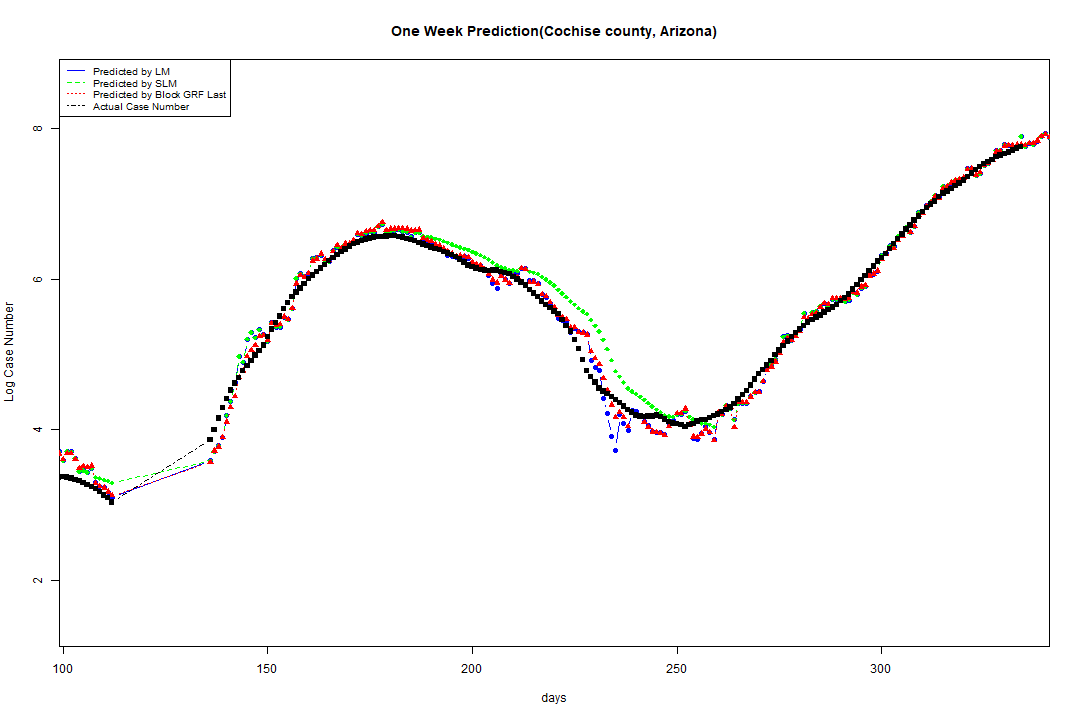 One Week Prediction(Cochise county, Arizona)
Predicted by LM
Predicted by SLM
Predicted by Block GRF Last
Actual Case Number
8
6
4
2
Log Case Number
100 150 200 250 300
days